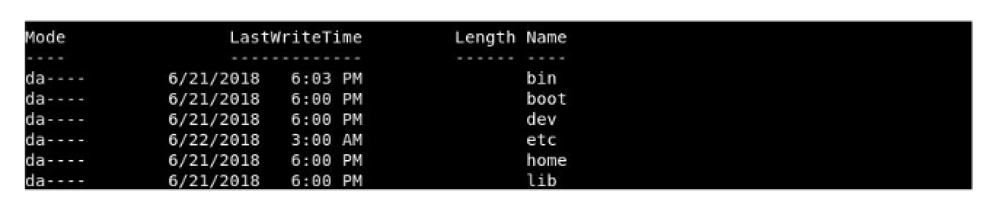 Mode                LastWriteTime         Length Name
----                -------------         ------ ----
da----        6/21/2018   6:03 PM                bin
da----        6/21/2018   6:00 PM                boot
da----        6/21/2018   6:00 PM                dev
da----        6/22/2018   3:00 AM                etc
da----        6/21/2018   6:00 PM                home
da----        6/21/2018   6:00 PM                lib